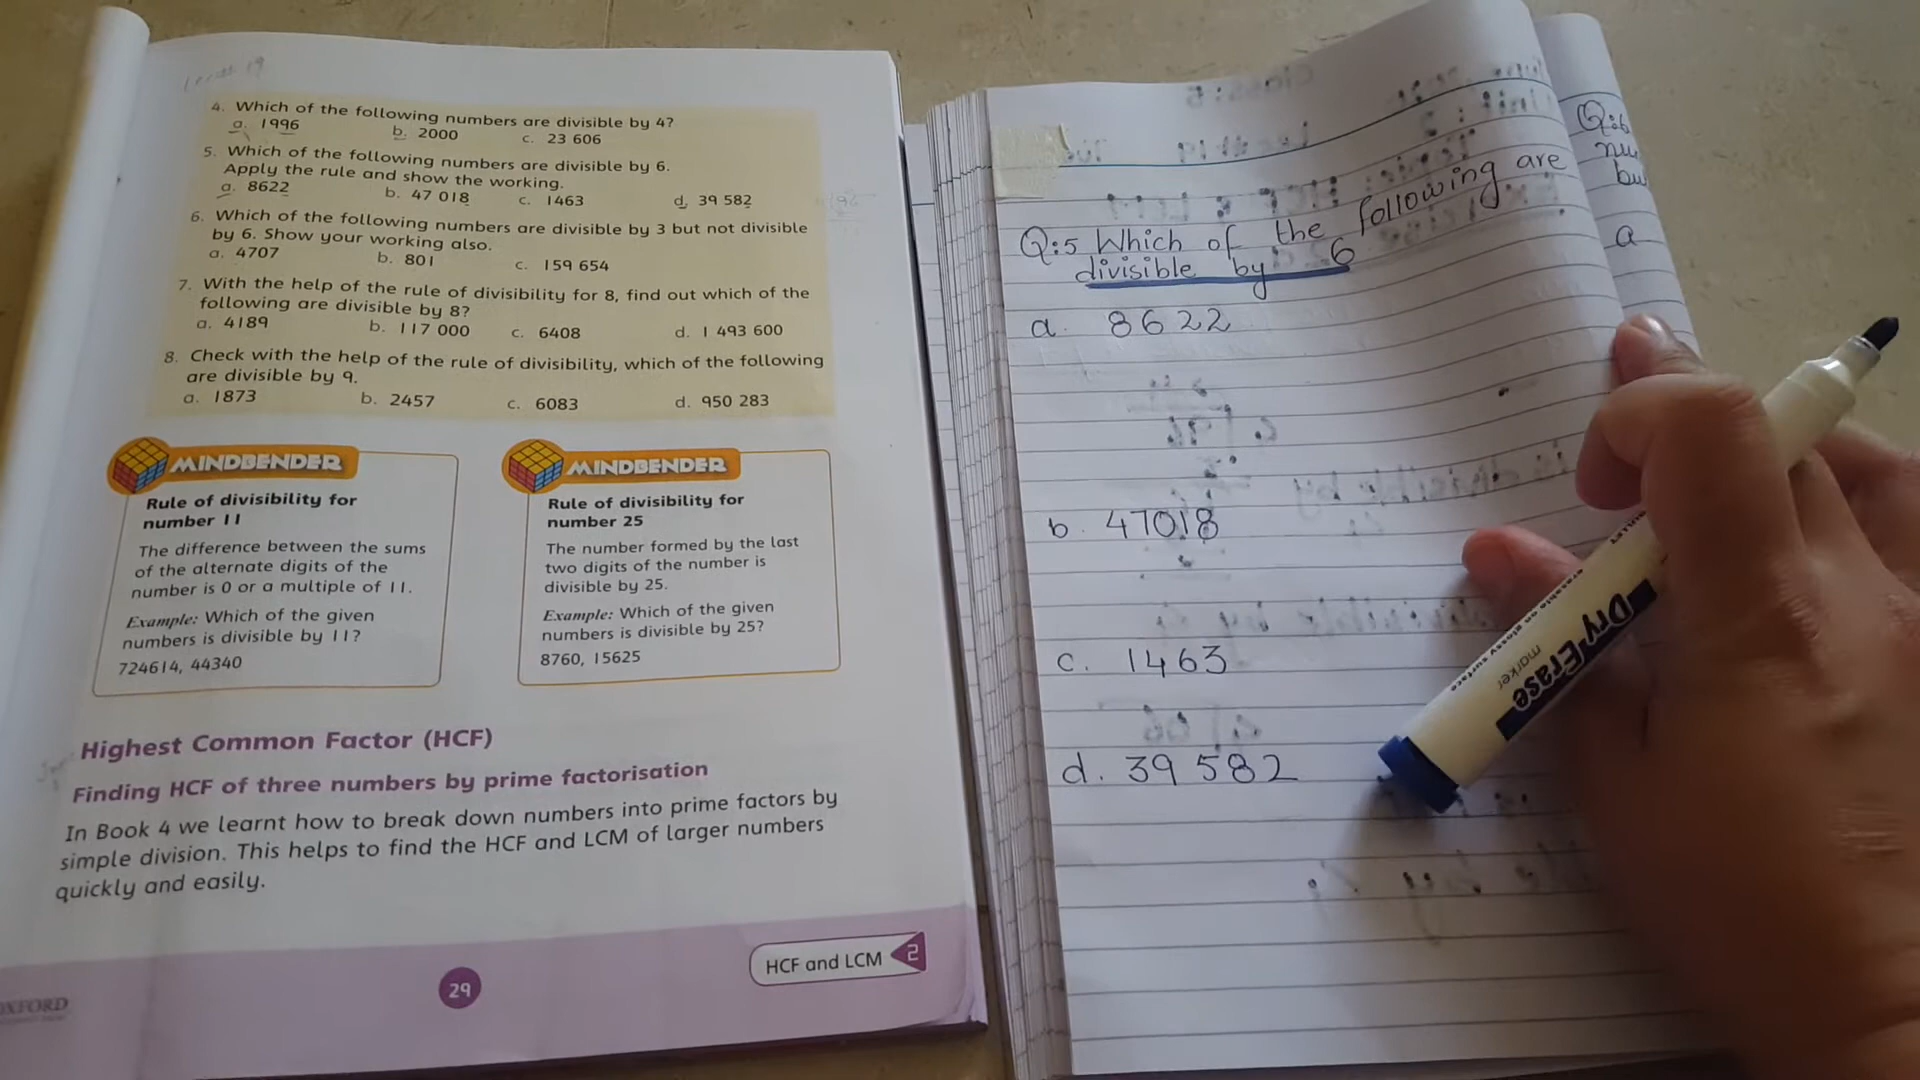 4. Which of the following numbers are divisible by 4?
a. 1996 b. 2000 c. 23 606
5. Which of the following numbers are divisible by 6.
Apply the rule and show the working.
a. 8622 b. 47 018 c. 1463 d. 39 582
6. Which of the following numbers are divisible by 3 but not divisible
by 6. Show your working also.
a. 4707 b. 801 c. 159 654
7. With the help of the rule of divisibility for 8, find out which of the
following are divisible by 8?
a. 4189 b. 117 000 c. 6408 d. 1 493 600
8. Check with the help of the rule of divisibility, which of the following
are divisible by 9.
a. 1873 b. 2457 c. 6083 d. 950 283
MINDBENDER
Rule of divisibility for
number 11
The difference between the sums
of the alternate digits of the
number is 0 or a multiple of 11.
Example: Which of the given
numbers is divisible by 11?
724614, 44340
MINDBENDER
Rule of divisibility for
number 25
The number formed by the last
two digits of the number is
divisible by 25.
Example: Which of the given
numbers is divisible by 25?
8760, 15625
Highest Common Factor (HCF)
Finding HCF of three numbers by prime factorisation
In Book 4 we learnt how to break down numbers into prime factors by
simple division. This helps to find the HCF and LCM of larger numbers
quickly and easily.
OXFORD
29
HCF and LCM 2
Q:5 Which of the following are
divisible by 6
a. 8622
b. 47018
c. 1463
d. 39 582
Q:6
a
Dry-Erase
marker